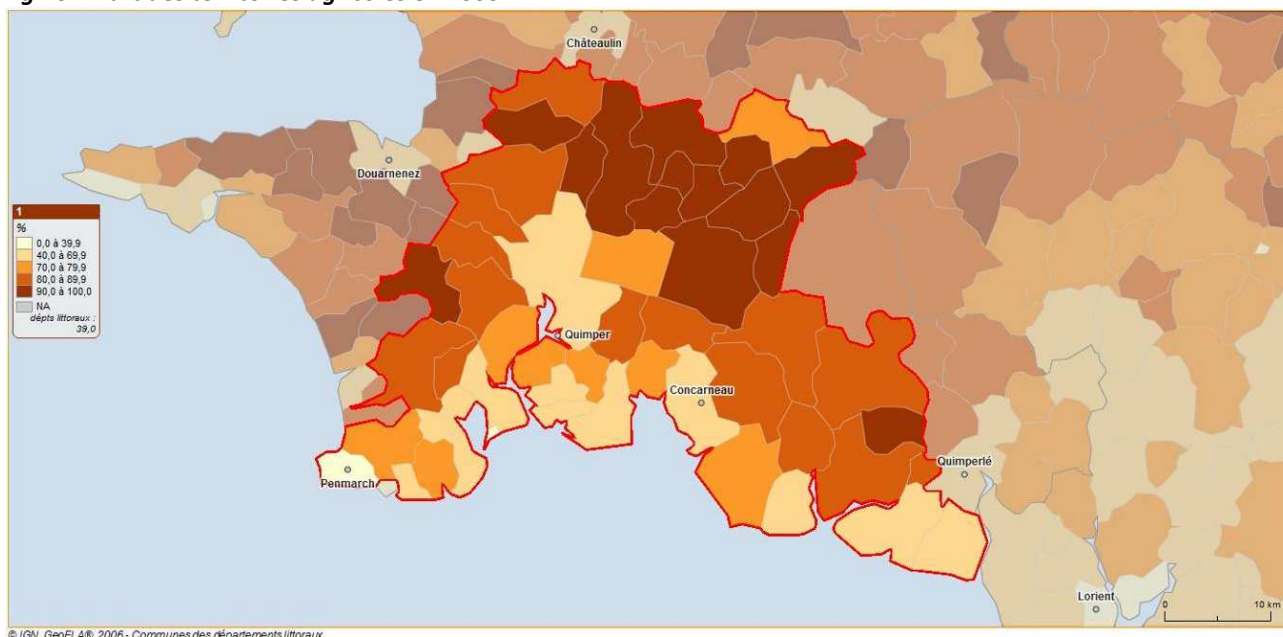 Châteaulin
Douarnenez
1
%
0,0 à 39,9
40,0 à 69,9
70,0 à 79,9
80,0 à 89,9
90,0 à 100,0
NA
dépts littoraux :
39,0
Quimper
Concarneau
Quimperlé
Penmarch
Lorient
0 10 km
© IGN, GeoFLA®, 2006 - Communes des départements littoraux